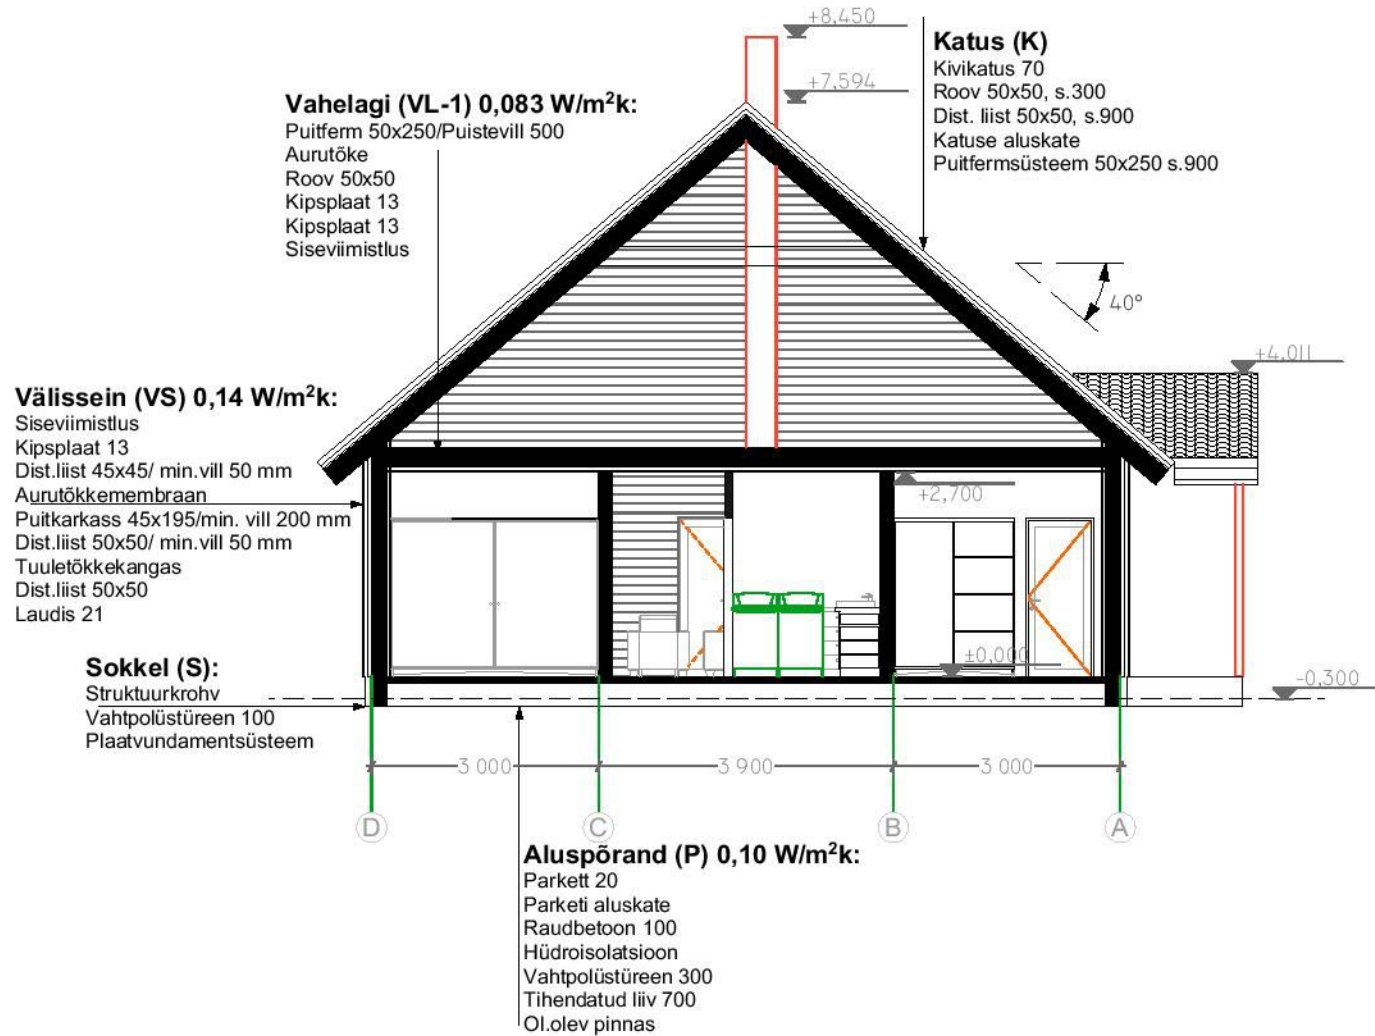 +8,450
Katus (K)
Kivikatus 70
Roov 50x50, s.300
Dist. liist 50x50, s.900
Katuse aluskate
Puitfermsüsteem 50x250 s.900
+7,594
Vahelagi (VL-1) 0,083 W/m²k:
Puitferm 50x250/Puistevill 500
Aurutõke
Roov 50x50
Kipsplaat 13
Kipsplaat 13
Siseviimistlus
40°
+4,011
Välissein (VS) 0,14 W/m²k:
Siseviimistlus
Kipsplaat 13
Dist.liist 45x45/ min.vill 50 mm
Aurutõkkemembraan
Puitkarkass 45x195/min. vill 200 mm
Dist.liist 50x50/ min.vill 50 mm
Tuuletõkkekangas
Dist.liist 50x50
Laudis 21
+2,700
±0,000
-0,300
Sokkel (S):
Struktuurkrohv
Vahtpolüstüreen 100
Plaatvundamentsüsteem
3 000 3 900 3 000
D C B A
Aluspõrand (P) 0,10 W/m²k:
Parkett 20
Parketi aluskate
Raudbetoon 100
Hüdroisolatsioon
Vahtpolüstüreen 300
Tihendatud liiv 700
Ol.olev pinnas